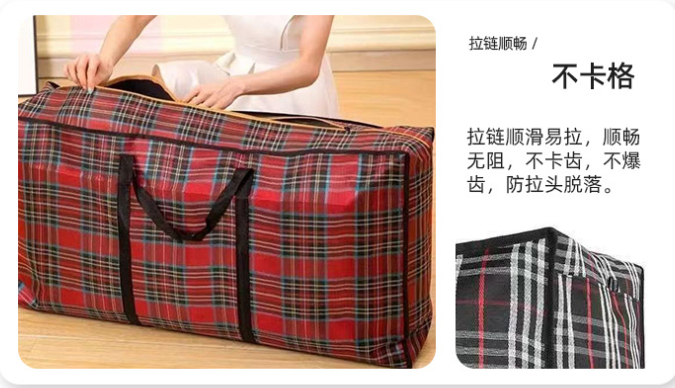 拉链顺畅 /
不卡格
拉链顺滑易拉，顺畅
无阻，不卡齿，不爆
齿，防拉头脱落。